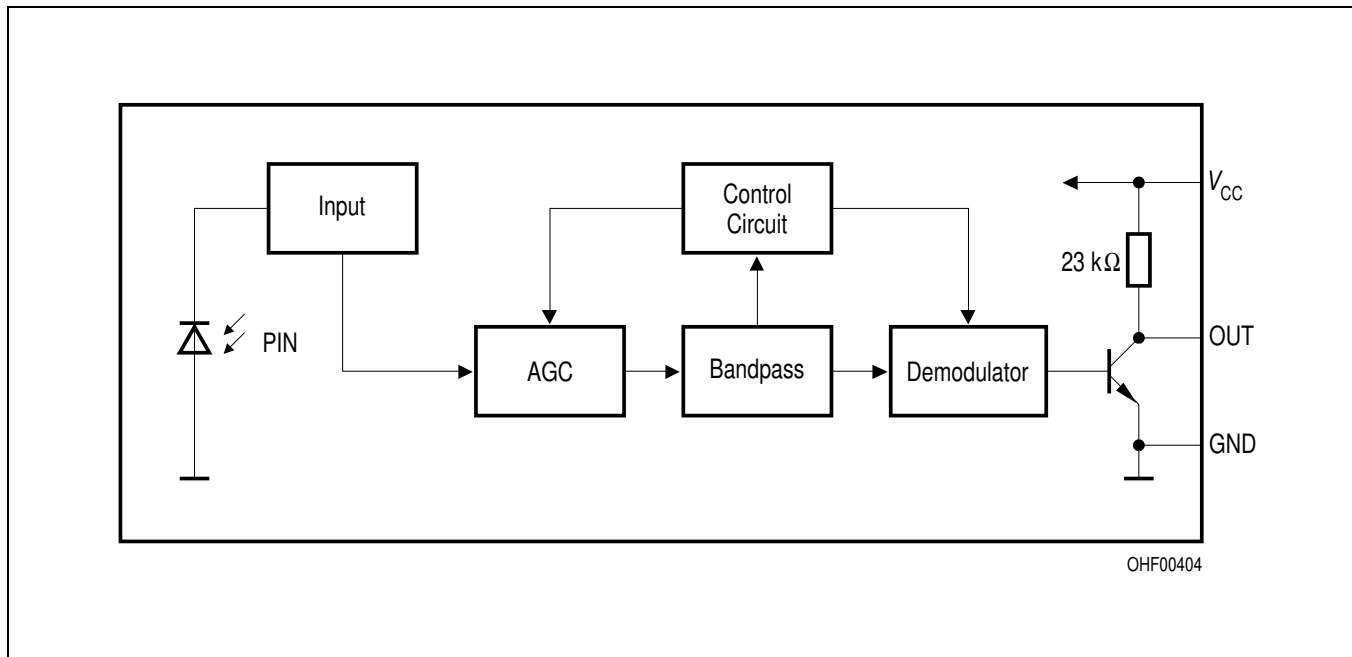 Input
Control
Circuit
VCC
23 kΩ
PIN
AGC
Bandpass
Demodulator
OUT
GND
OHF00404